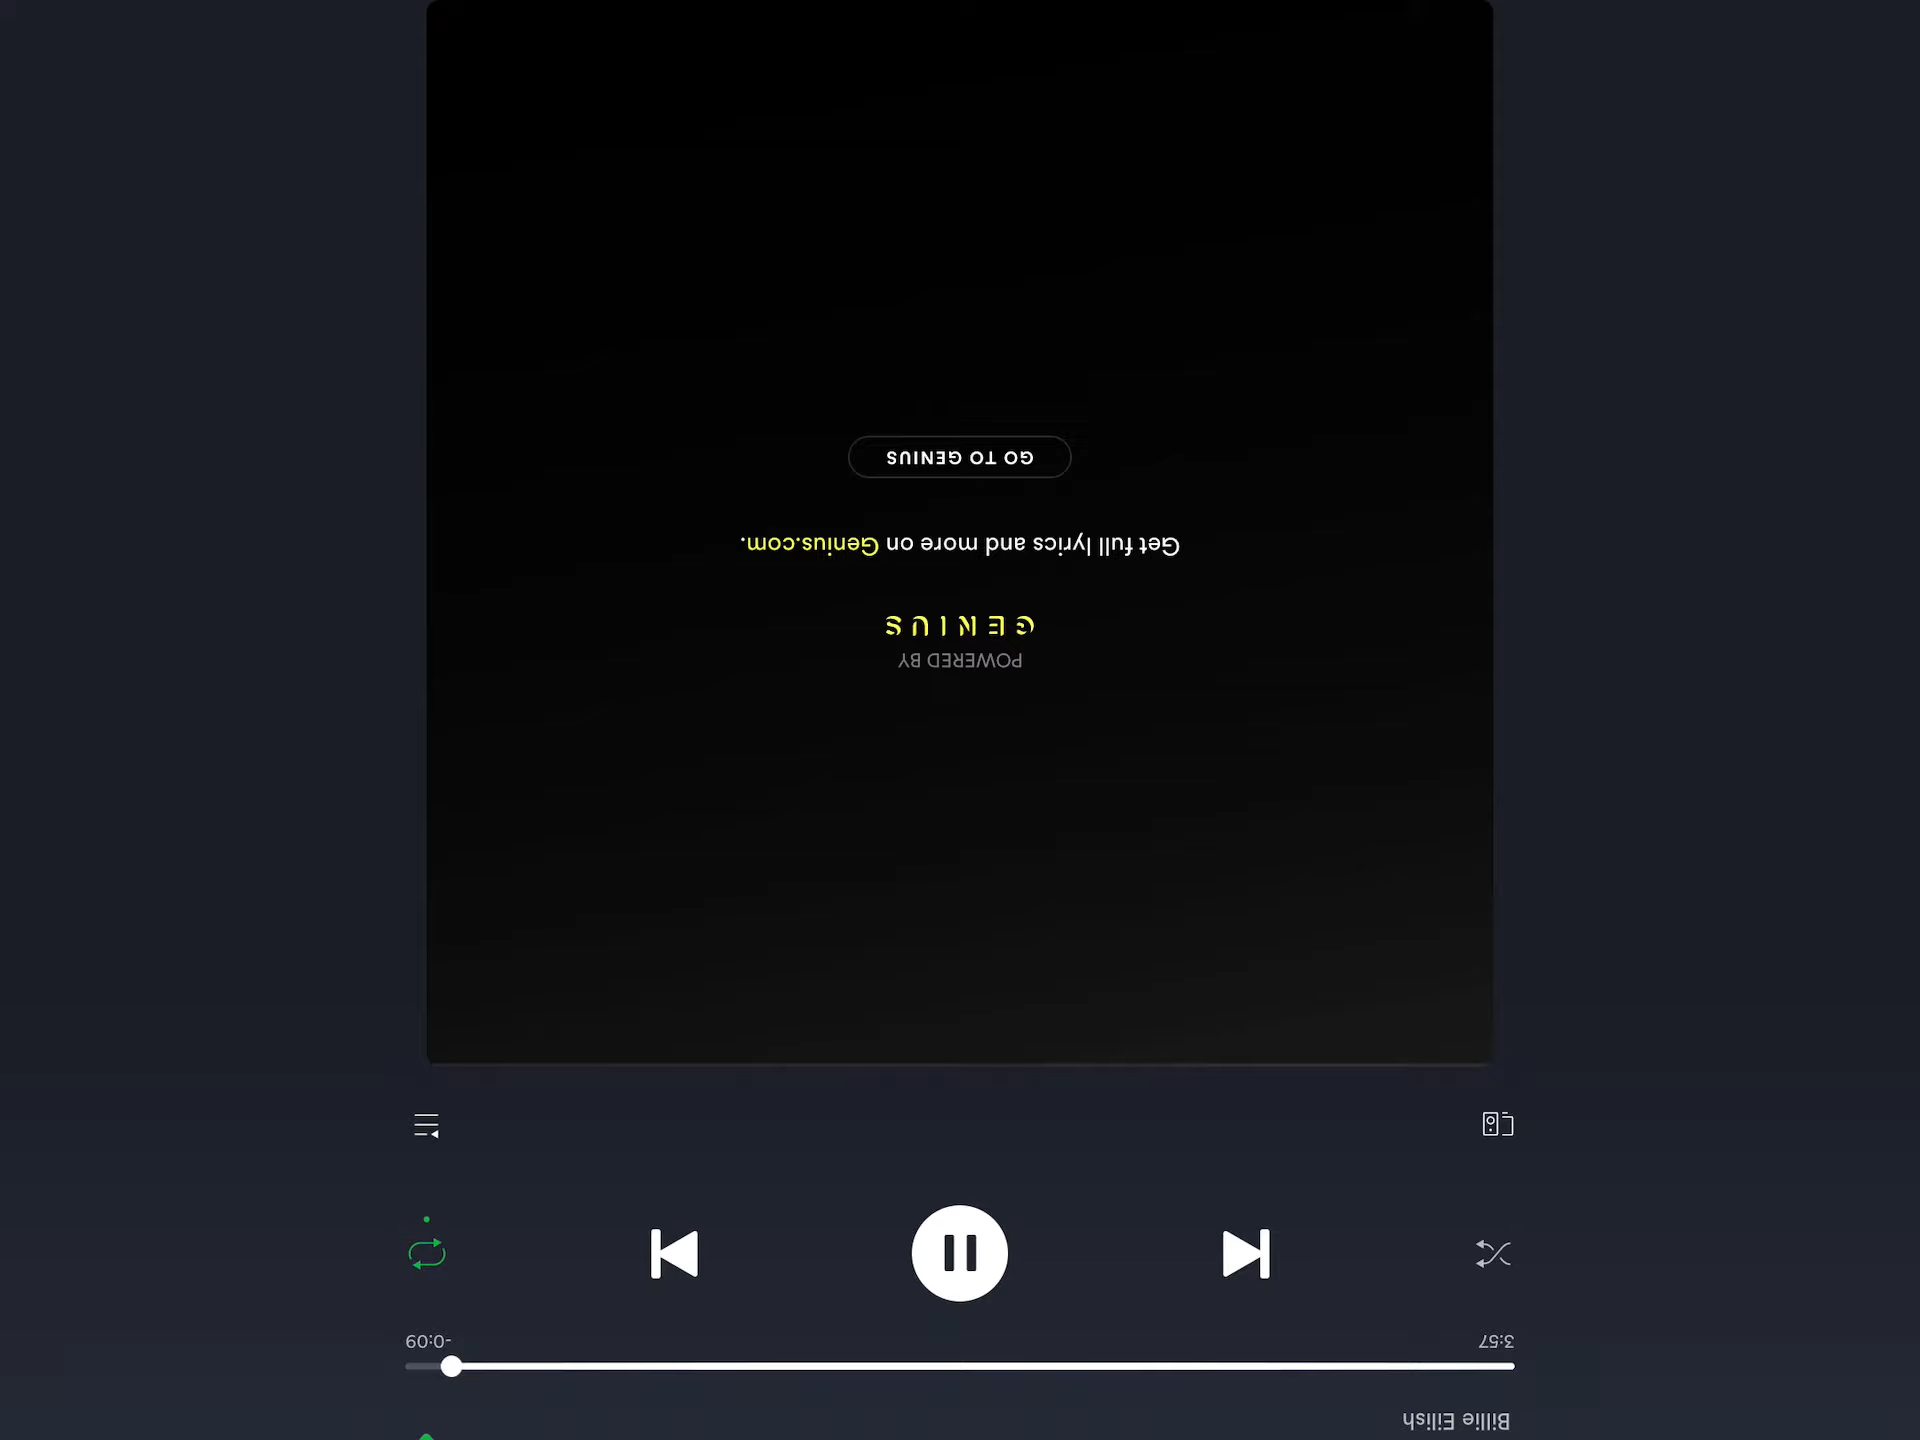 Billie Eilish
3:57
-0:09
POWERED BY
GENIUS
Get full lyrics and more on Genius.com.
GO TO GENIUS